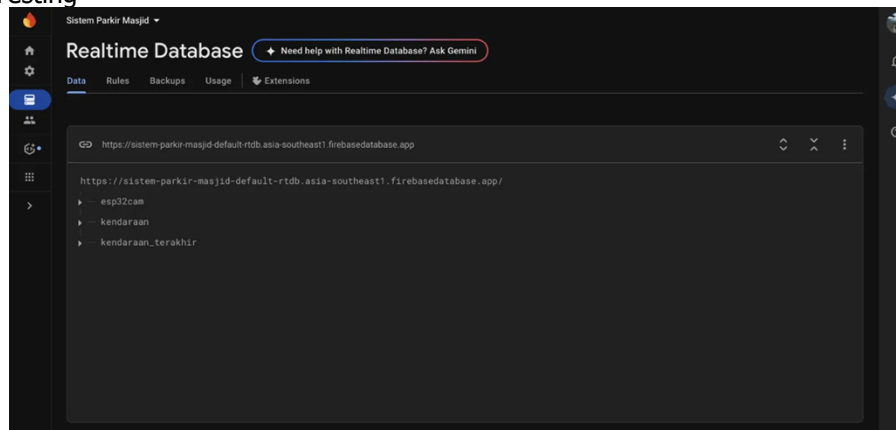 Sistem Parkir Masjid
Realtime Database
Need help with Realtime Database? Ask Gemini
Data Rules Backups Usage Extensions
https://sistem-parkir-masjid-default-rtdb.asia-southeast1.firebasedatabase.app
https://sistem-parkir-masjid-default-rtdb.asia-southeast1.firebasedatabase.app/
esp32cam
kendaraan
kendaraan_terakhir